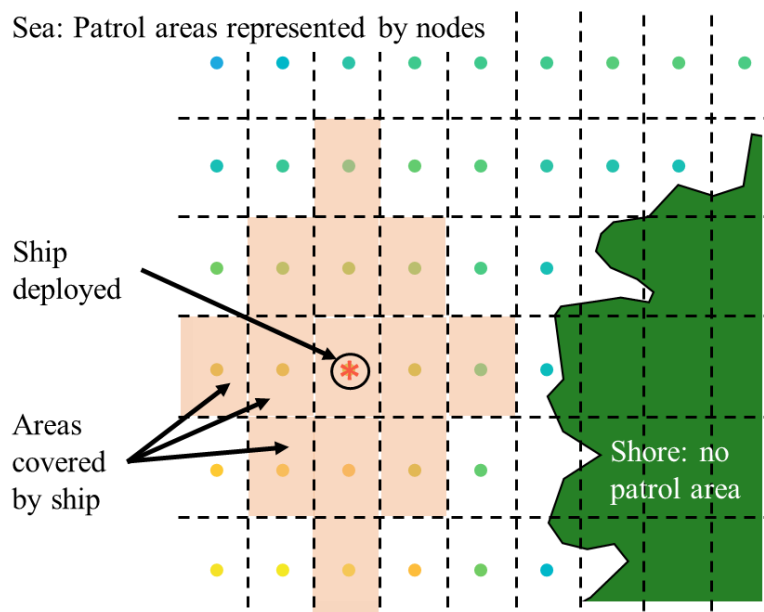 Sea: Patrol areas represented by nodes
Ship
deployed
Areas
covered
by ship
Shore: no
patrol area